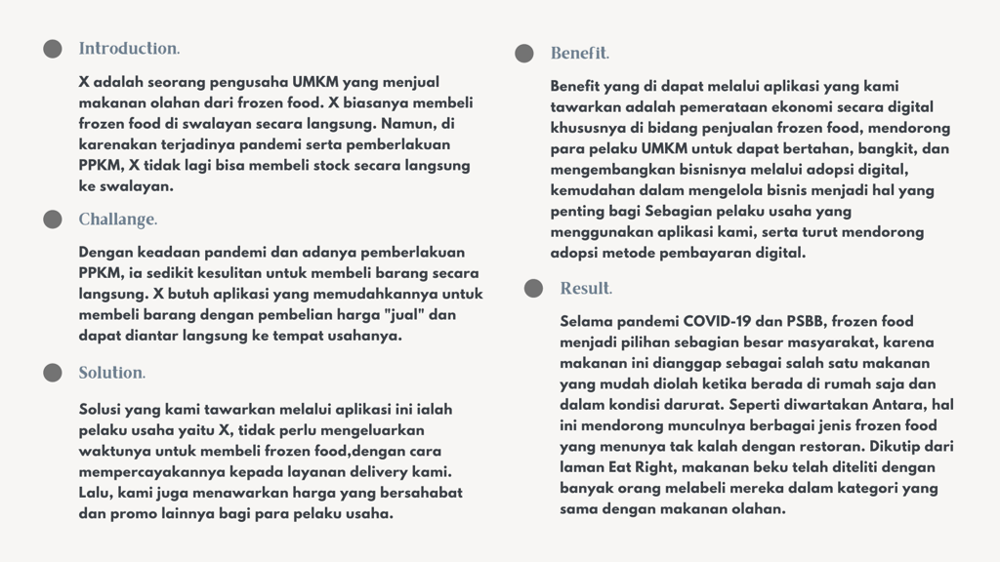 Introduction.
X adalah seorang pengusaha UMKM yang menjual
makanan olahan dari frozen food. X biasanya membeli
frozen food di swalayan secara langsung. Namun, di
karenakan terjadinya pandemi serta pemberlakuan
PPKM, X tidak lagi bisa membeli stock secara langsung
ke swalayan.
Challange.
Dengan keadaan pandemi dan adanya pemberlakuan
PPKM, ia sedikit kesulitan untuk membeli barang secara
langsung. X butuh aplikasi yang memudahkannya untuk
membeli barang dengan pembelian harga "jual" dan
dapat diantar langsung ke tempat usahanya.
Solution.
Solusi yang kami tawarkan melalui aplikasi ini ialah
pelaku usaha yaitu X, tidak perlu mengeluarkan
waktunya untuk membeli frozen food,dengan cara
mempercayakannya kepada layanan delivery kami.
Lalu, kami juga menawarkan harga yang bersahabat
dan promo lainnya bagi para pelaku usaha.
Benefit.
Benefit yang di dapat melalui aplikasi yang kami
tawarkan adalah pemerataan ekonomi secara digital
khususnya di bidang penjualan frozen food, mendorong
para pelaku UMKM untuk dapat bertahan, bangkit, dan
mengembangkan bisnisnya melalui adopsi digital,
kemudahan dalam mengelola bisnis menjadi hal yang
penting bagi Sebagian pelaku usaha yang
menggunakan aplikasi kami, serta turut mendorong
adopsi metode pembayaran digital.
Result.
Selama pandemi COVID-19 dan PSBB, frozen food
menjadi pilihan sebagian besar masyarakat, karena
makanan ini dianggap sebagai salah satu makanan
yang mudah diolah ketika berada di rumah saja dan
dalam kondisi darurat. Seperti diwartakan Antara, hal
ini mendorong munculnya berbagai jenis frozen food
yang menunya tak kalah dengan restoran. Dikutip dari
laman Eat Right, makanan beku telah diteliti dengan
banyak orang melabeli mereka dalam kategori yang
sama dengan makanan olahan.